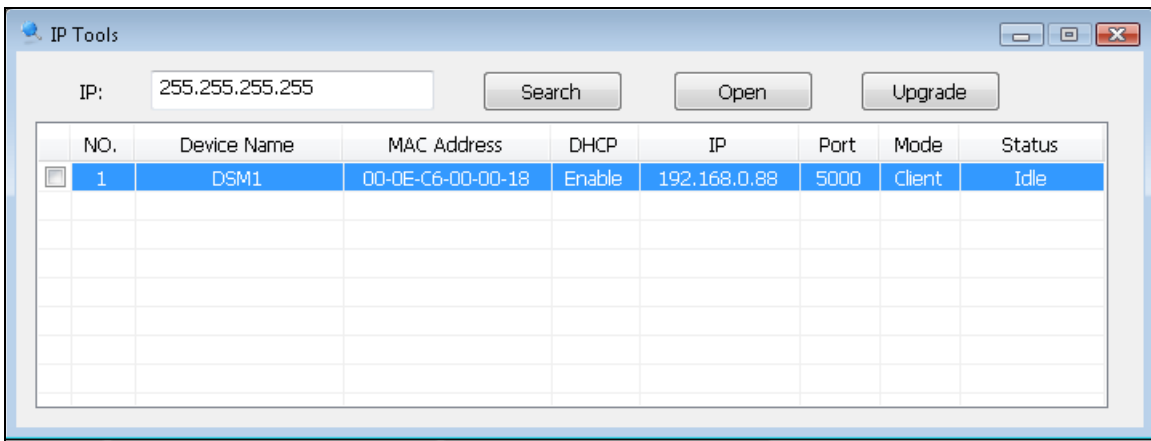 IP Tools
IP: 255.255.255.255 Search Open Upgrade
NO. Device Name MAC Address DHCP IP Port Mode Status
1 DSM1 00-0E-C6-00-00-18 Enable 192.168.0.88 5000 Client Idle